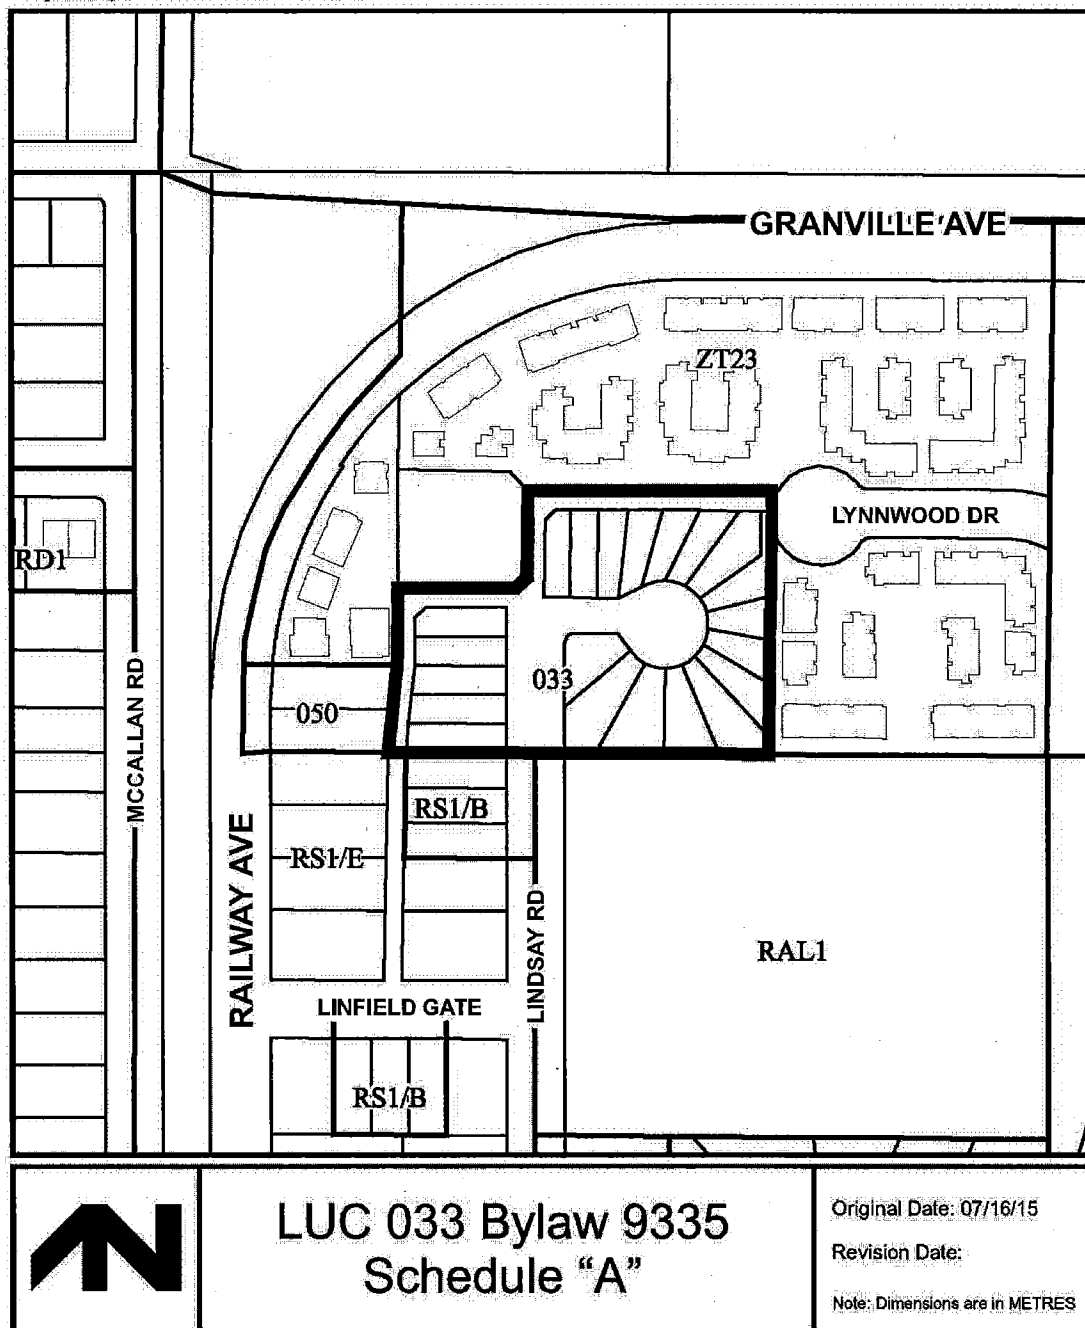 GRANVILLE AVE
ZT23
LYNNWOOD DR
RD1
033
MCCALLAN RD
050
RS1/B
RS1/E
RAILWAY AVE
LINDSAY RD
RAL1
LINFIELD GATE
RS1/B
LUC 033 Bylaw 9335
Schedule “A”
Original Date: 07/16/15
Revision Date:
Note: Dimensions are in METRES